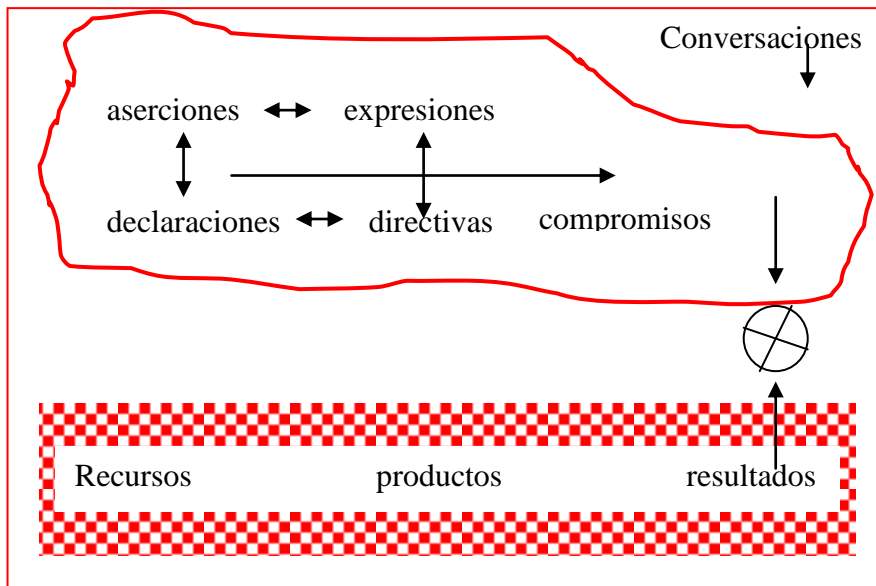 Conversaciones
aserciones expresiones
declaraciones directivas compromisos
Recursos productos resultados